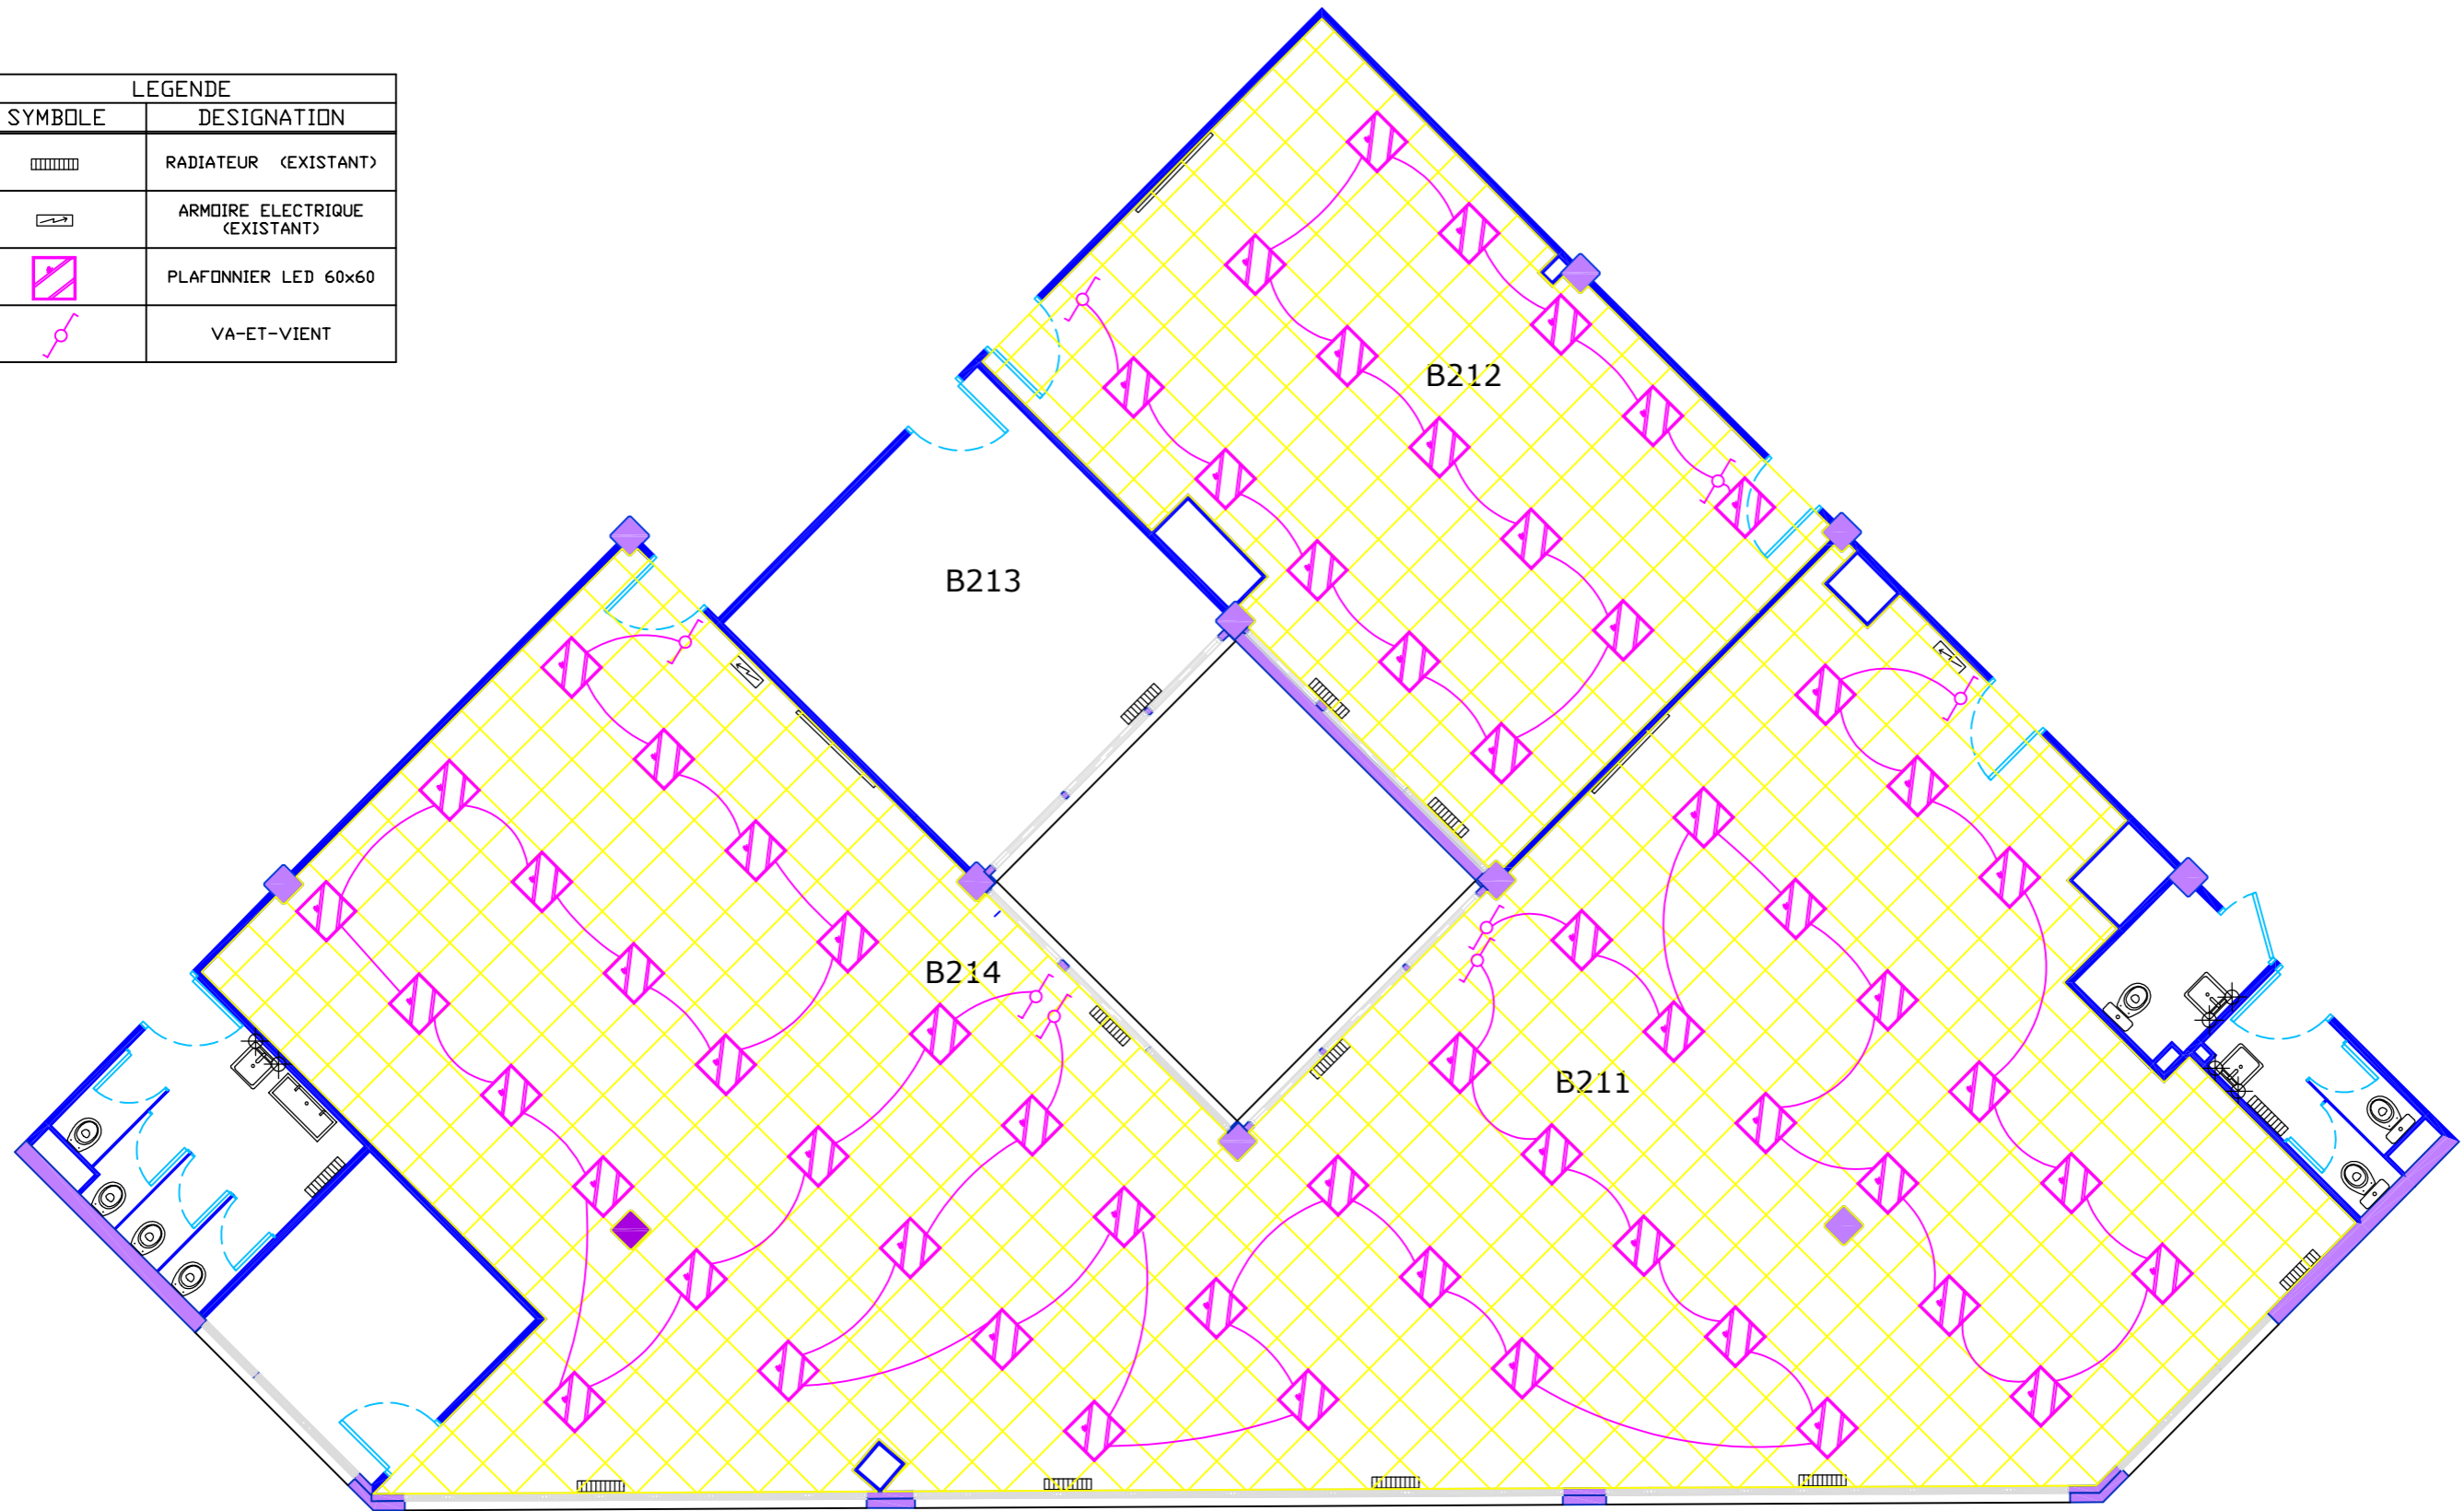 LEGENDE
SYMBOLE DESIGNATION
RADIATEUR (EXISTANT)
ARMOIRE ELECTRIQUE
(EXISTANT)
PLAFONNIER LED 60x60
VA-ET-VIENT
B212
B213
B214
B211